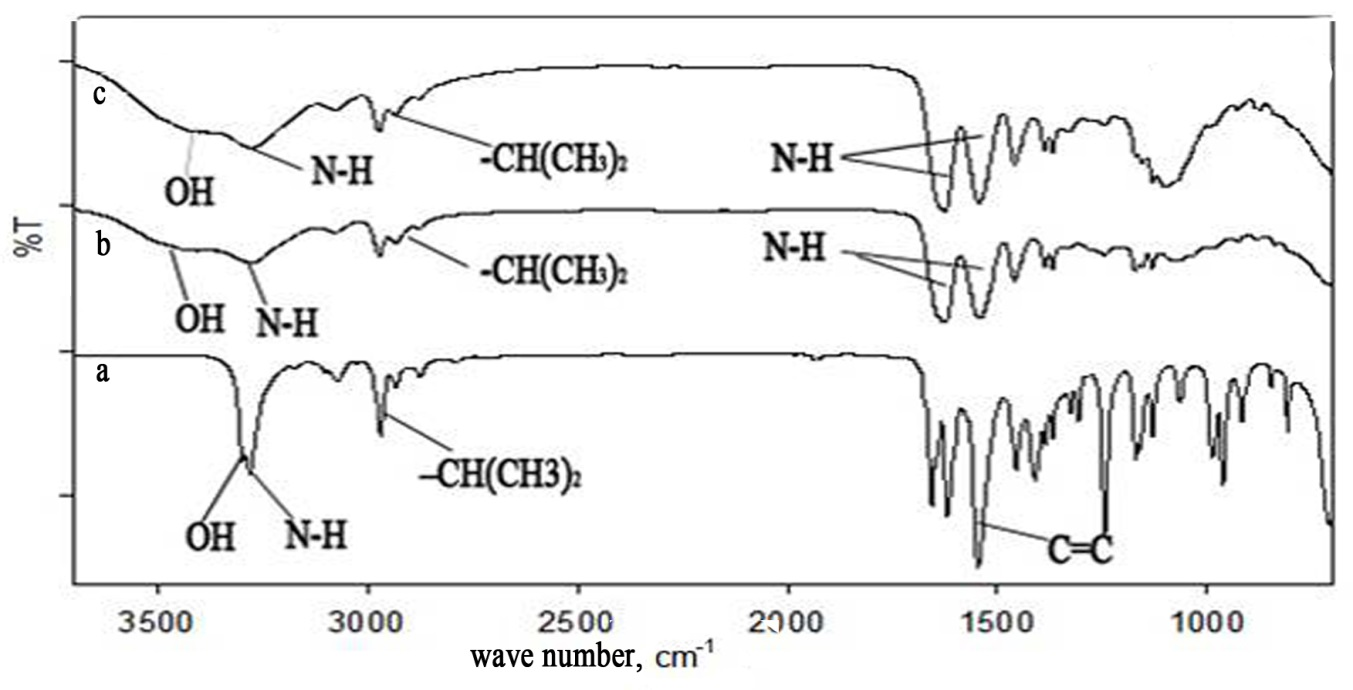 c
-CH(CH₃)₂
N-H
N-H
OH
%T
b
N-H
-CH(CH₃)₂
OH
N-H
a
–CH(CH3)₂
OH
N-H
C=C
3500
3000
2500
2000
1500
1000
wave number, cm⁻¹